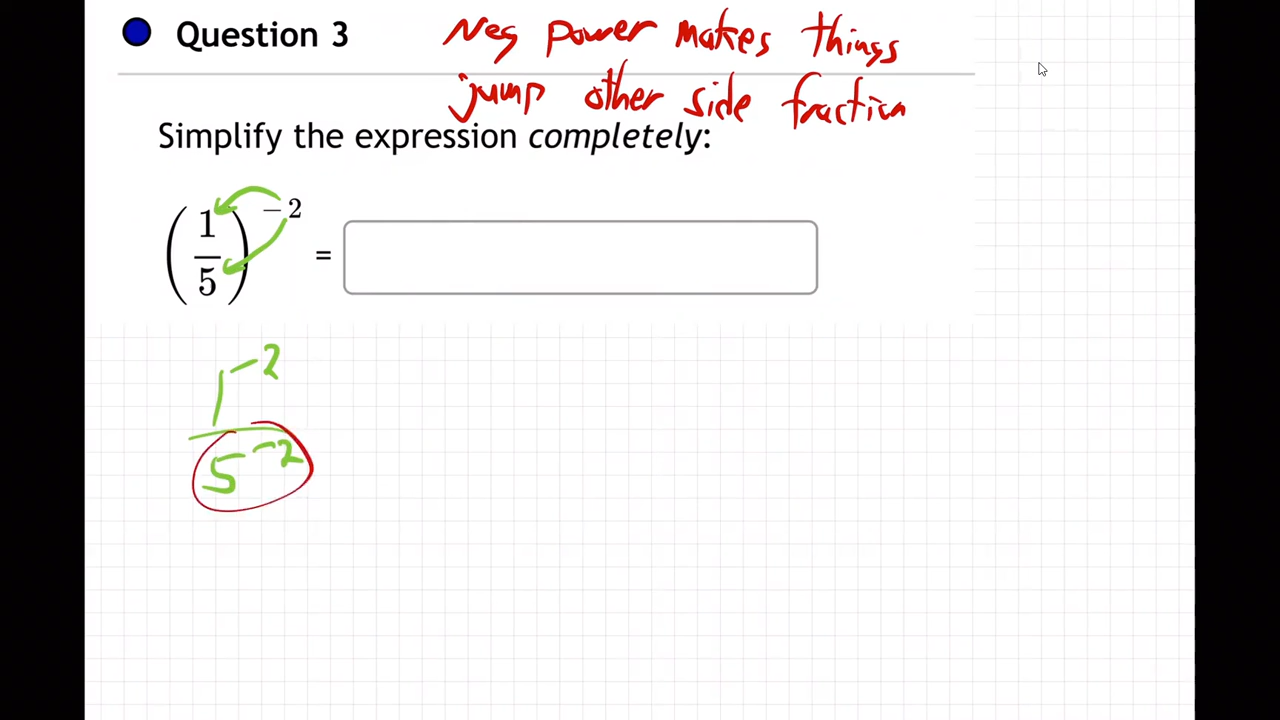 Question 3
Neg power makes things
jump other side fraction
Simplify the expression completely:
(1/5)^-2 =
1^-2
5^-2